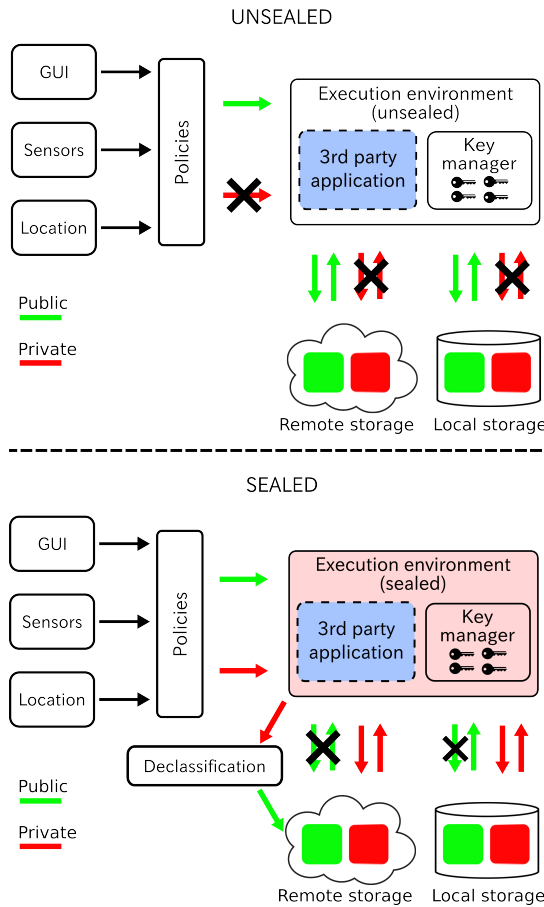 UNSEALED
GUI
Sensors
Location
Policies
Execution environment
(unsealed)
3rd party
application
Key
manager
Public
Private
Remote storage
Local storage
SEALED
GUI
Sensors
Location
Policies
Execution environment
(sealed)
3rd party
application
Key
manager
Declassification
Public
Private
Remote storage
Local storage